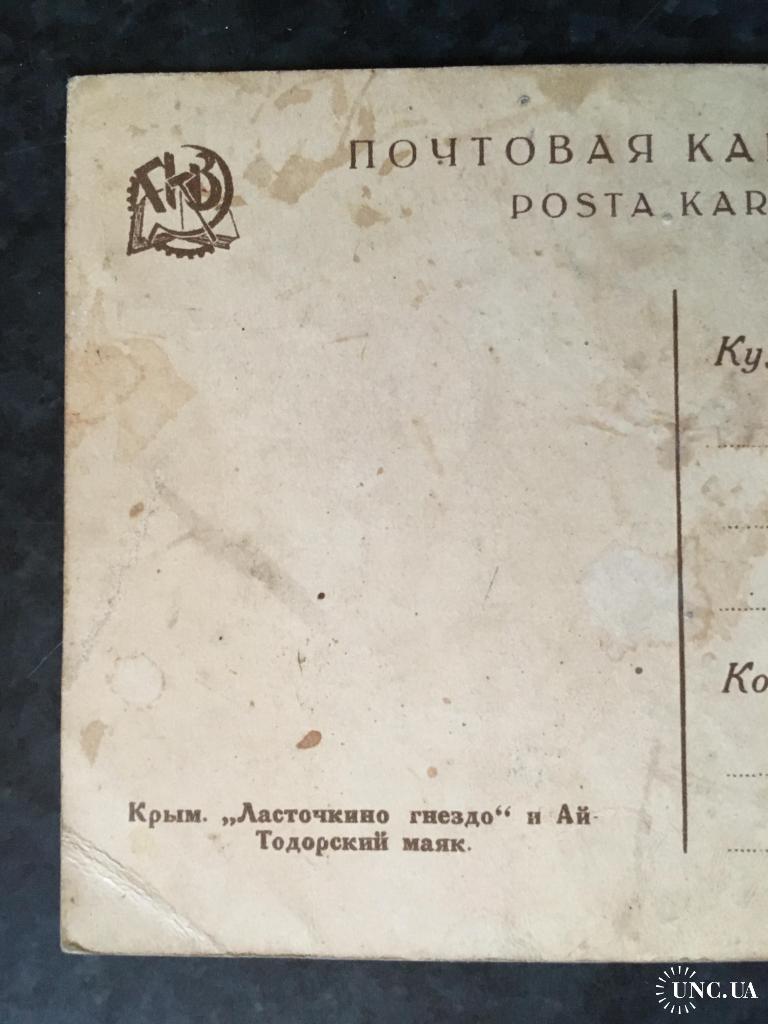 ПОЧТОВАЯ КА
POSTA KAR
Ку
Ко
Крым. „Ласточкино гнездо“ и Ай-
Тодорский маяк.
UNC.UA